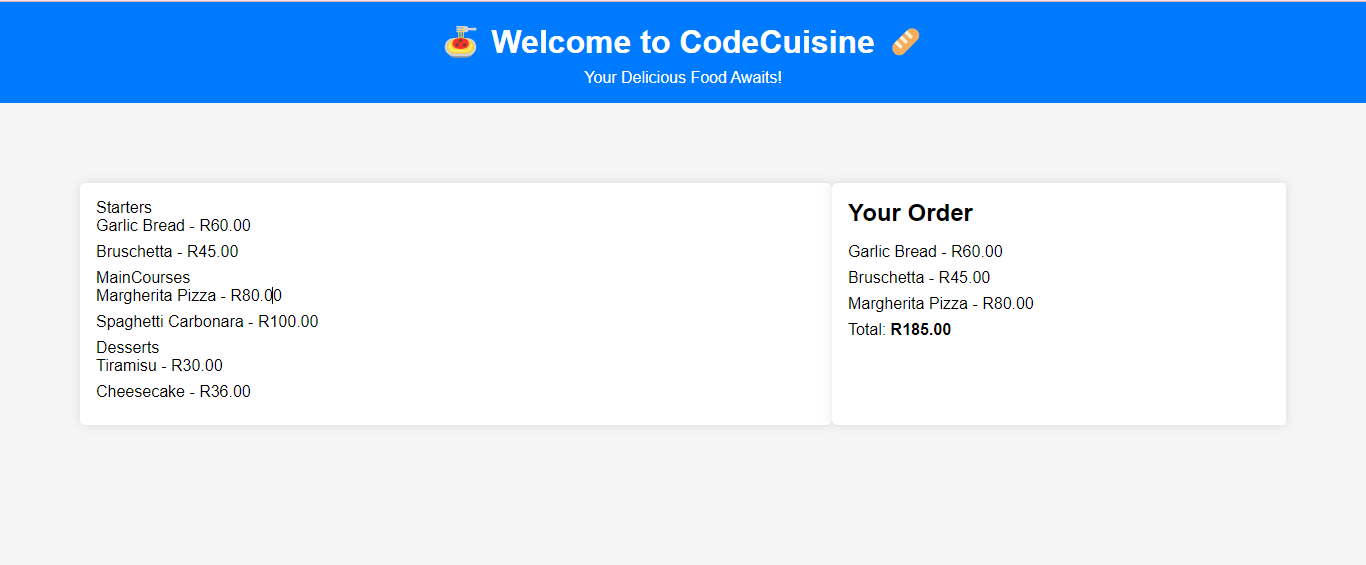 Welcome to CodeCuisine
Your Delicious Food Awaits!
Starters
Garlic Bread - R60.00
Bruschetta - R45.00
MainCourses
Margherita Pizza - R80.00
Spaghetti Carbonara - R100.00
Desserts
Tiramisu - R30.00
Cheesecake - R36.00
Your Order
Garlic Bread - R60.00
Bruschetta - R45.00
Margherita Pizza - R80.00
Total: R185.00